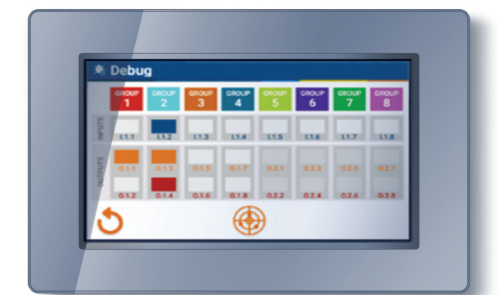 Debug
GROUP 1 GROUP 2 GROUP 3 GROUP 4 GROUP 5 GROUP 6 GROUP 7 GROUP 8
INPUTS
I.1.1 I.1.2 I.1.3 I.1.4 I.1.5 I.1.6 I.1.7 I.1.8
OUTPUTS
O.1.1 O.1.3 O.1.5 O.1.7 O.2.1 O.2.3 O.2.5 O.2.7
O.1.2 O.1.4 O.1.6 O.1.8 O.2.2 O.2.4 O.2.6 O.2.8